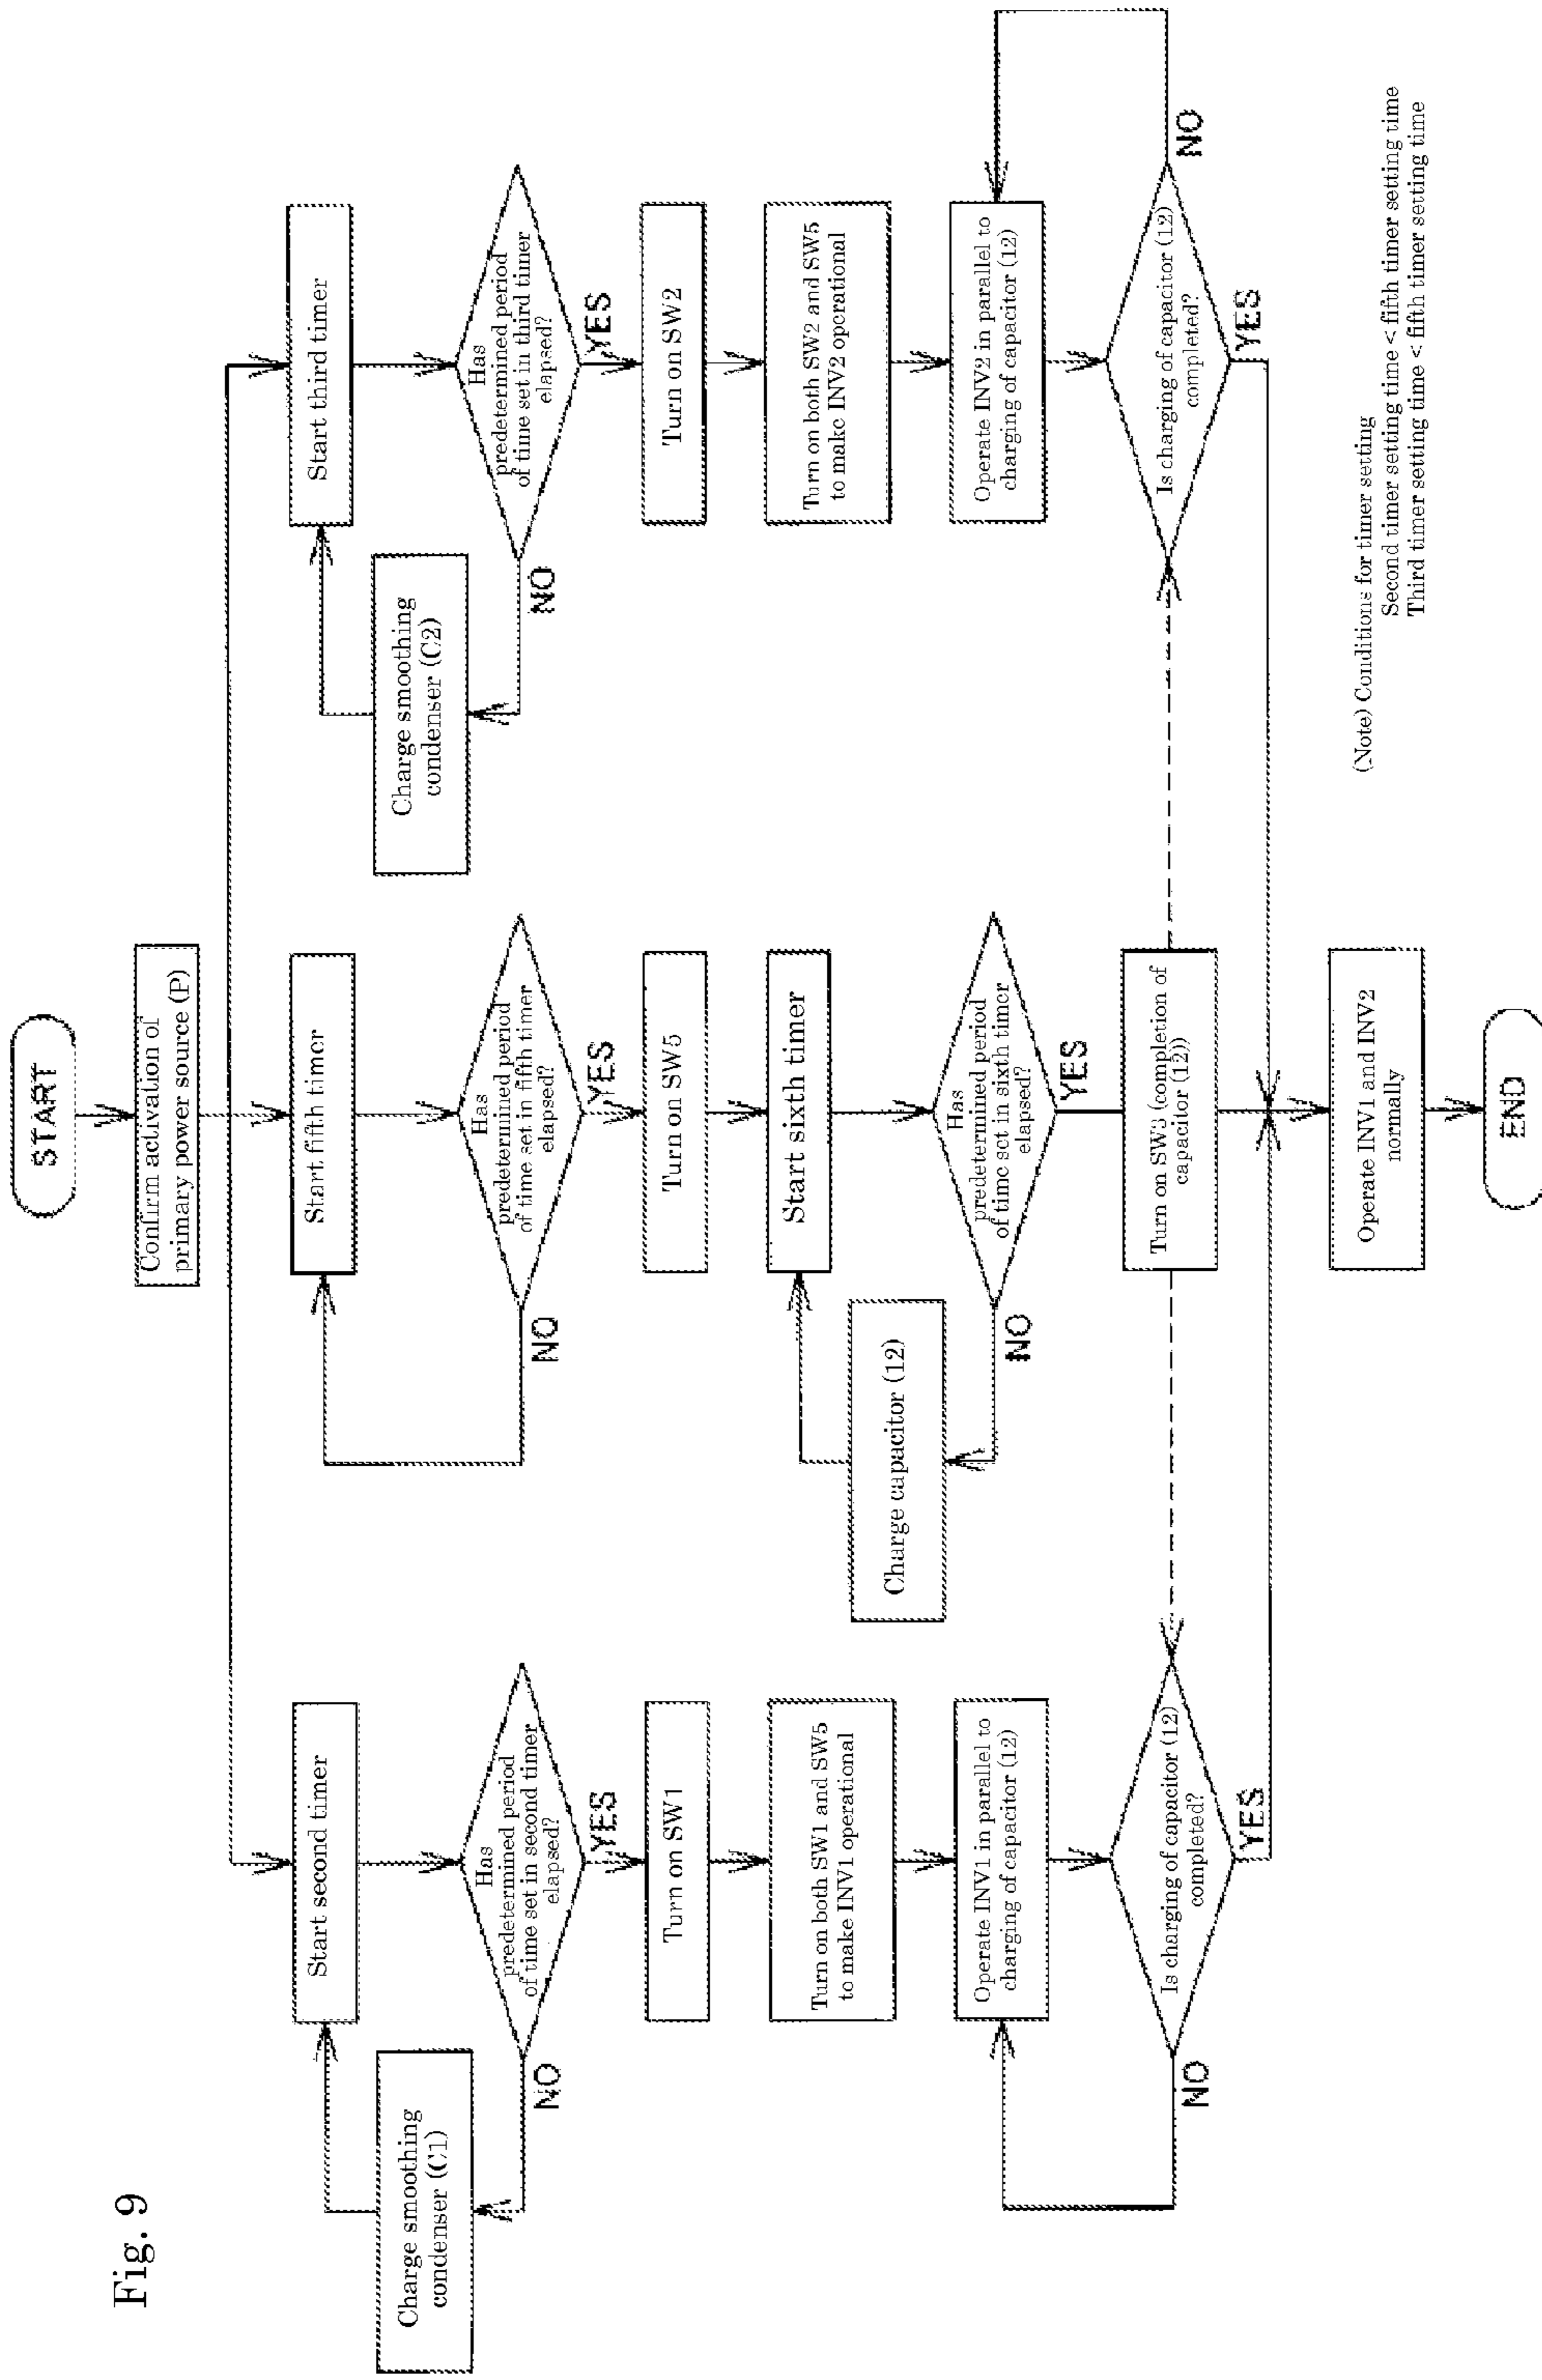 Fig. 9
START
Confirm activation of
primary power source (P)
Start second timer
Charge smoothing
condenser (C1)
Has
predetermined period
of time set in second timer
elapsed?
NO
YES
Turn on SW1
Turn on both SW1 and SW5
to make INV1 operational
Operate INV1 in parallel to
charging of capacitor (12)
Is charging of capacitor (12)
completed?
NO
YES
Start fifth timer
Has
predetermined period
of time set in fifth timer
elapsed?
NO
YES
Turn on SW5
Start sixth timer
Charge capacitor (12)
Has
predetermined period
of time set in sixth timer
elapsed?
NO
YES
Turn on SW3 (completion of
capacitor (12))
Start third timer
Charge smoothing
condenser (C2)
Has
predetermined period
of time set in third timer
elapsed?
NO
YES
Turn on SW2
Turn on both SW2 and SW5
to make INV2 operational
Operate INV2 in parallel to
charging of capacitor (12)
Is charging of capacitor (12)
completed?
NO
YES
Operate INV1 and INV2
normally
END
(Note) Conditions for timer setting
Second timer setting time < fifth timer setting time
Third timer setting time < fifth timer setting time